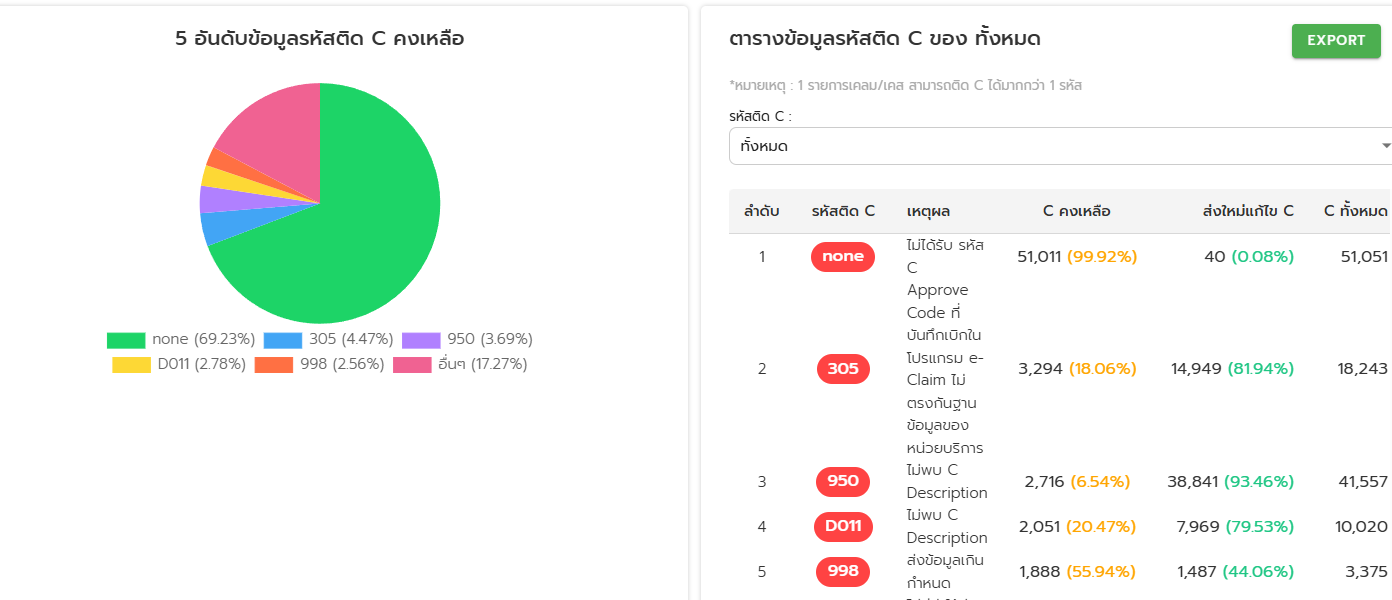 5 อันดับข้อมูลรหัสติด C คงเหลือ
none (69.23%) 305 (4.47%) 950 (3.69%)
D011 (2.78%) 998 (2.56%) อื่นๆ (17.27%)
ตารางข้อมูลรหัสติด C ของ ทั้งหมด
EXPORT
*หมายเหตุ : 1 รายการเคลม/เคส สามารถติด C ได้มากกว่า 1 รหัส
รหัสติด C :
ทั้งหมด
ลำดับ รหัสติด C เหตุผล C คงเหลือ ส่งใหม่แก้ไข C C ทั้งหมด
1 none ไม่ได้รับ รหัส 51,011 (99.92%) 40 (0.08%) 51,051
C
Approve
Code ที่
บันทึกเบิกใน
2 305 โปรแกรม e- 3,294 (18.06%) 14,949 (81.94%) 18,243
Claim ไม่
ตรงกันฐาน
ข้อมูลของ
หน่วยบริการ
3 950 ไม่พบ C 2,716 (6.54%) 38,841 (93.46%) 41,557
Description
4 D011 ไม่พบ C 2,051 (20.47%) 7,969 (79.53%) 10,020
Description
5 998 ส่งข้อมูลเกิน 1,888 (55.94%) 1,487 (44.06%) 3,375
กำหนด